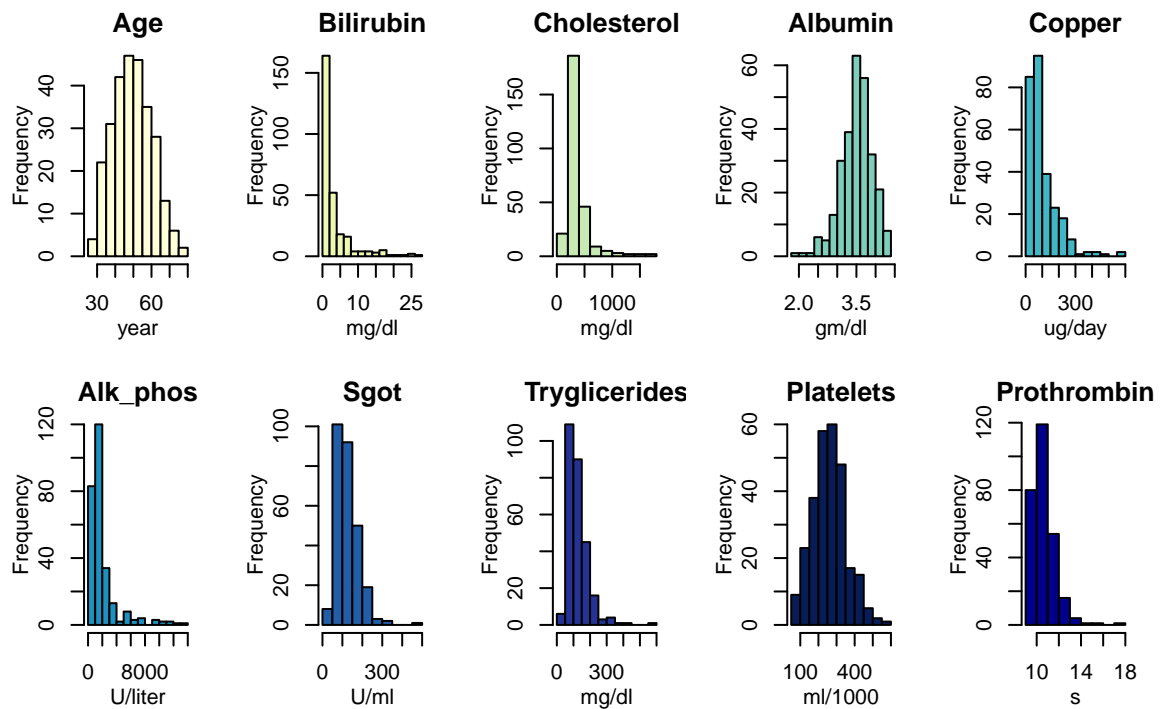 Age
Frequency
0
10
20
30
40
30
60
year
Bilirubin
Frequency
0
50
100
150
0
10
25
mg/dl
Cholesterol
Frequency
0
50
100
150
0
1000
mg/dl
Albumin
Frequency
0
20
40
60
2.0
3.5
gm/dl
Copper
Frequency
0
20
40
60
80
0
300
ug/day
Alk_phos
Frequency
0
40
80
120
0
8000
U/liter
Sgot
Frequency
0
20
60
100
0
300
U/ml
Tryglicerides
Frequency
0
20
60
100
0
300
mg/dl
Platelets
Frequency
0
20
40
60
100
400
ml/1000
Prothrombin
Frequency
0
40
80
120
10
14
18
s